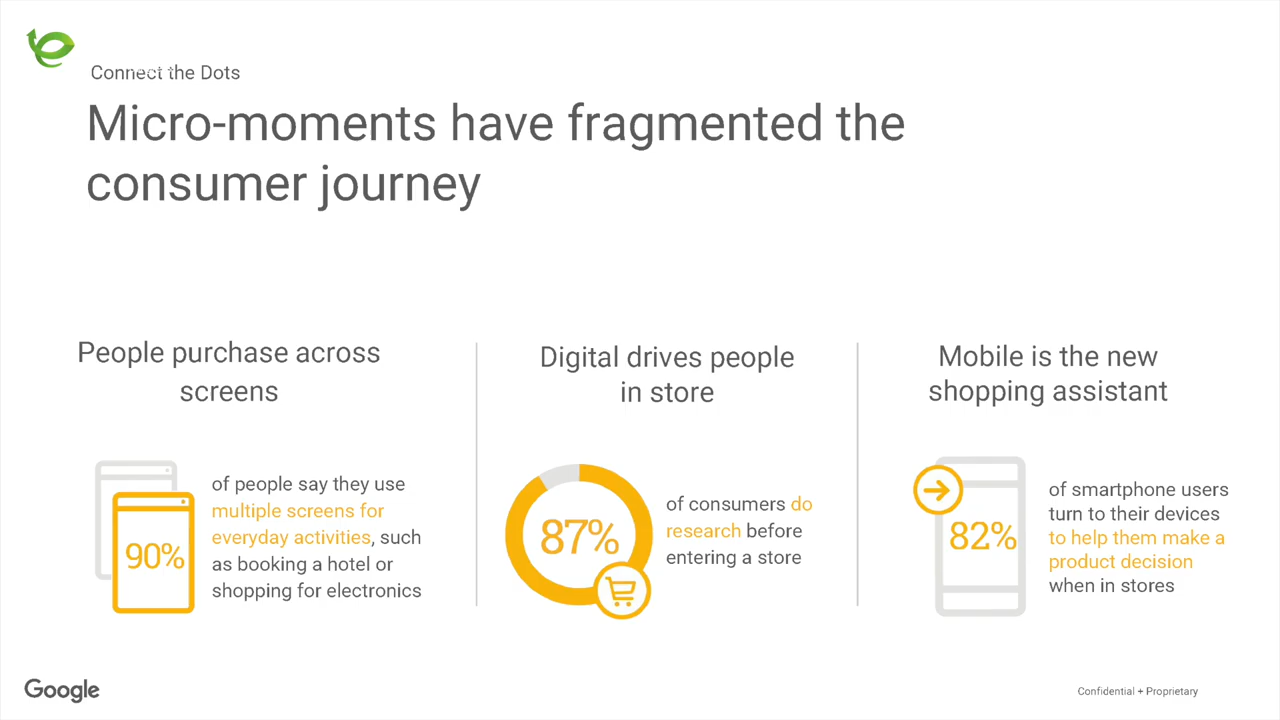 Connect the Dots
Micro-moments have fragmented the
consumer journey
People purchase across
screens
90%
of people say they use
multiple screens for
everyday activities, such
as booking a hotel or
shopping for electronics
Digital drives people
in store
87%
of consumers do
research before
entering a store
Mobile is the new
shopping assistant
82%
of smartphone users
turn to their devices
to help them make a
product decision
when in stores
Google
Confidential + Proprietary